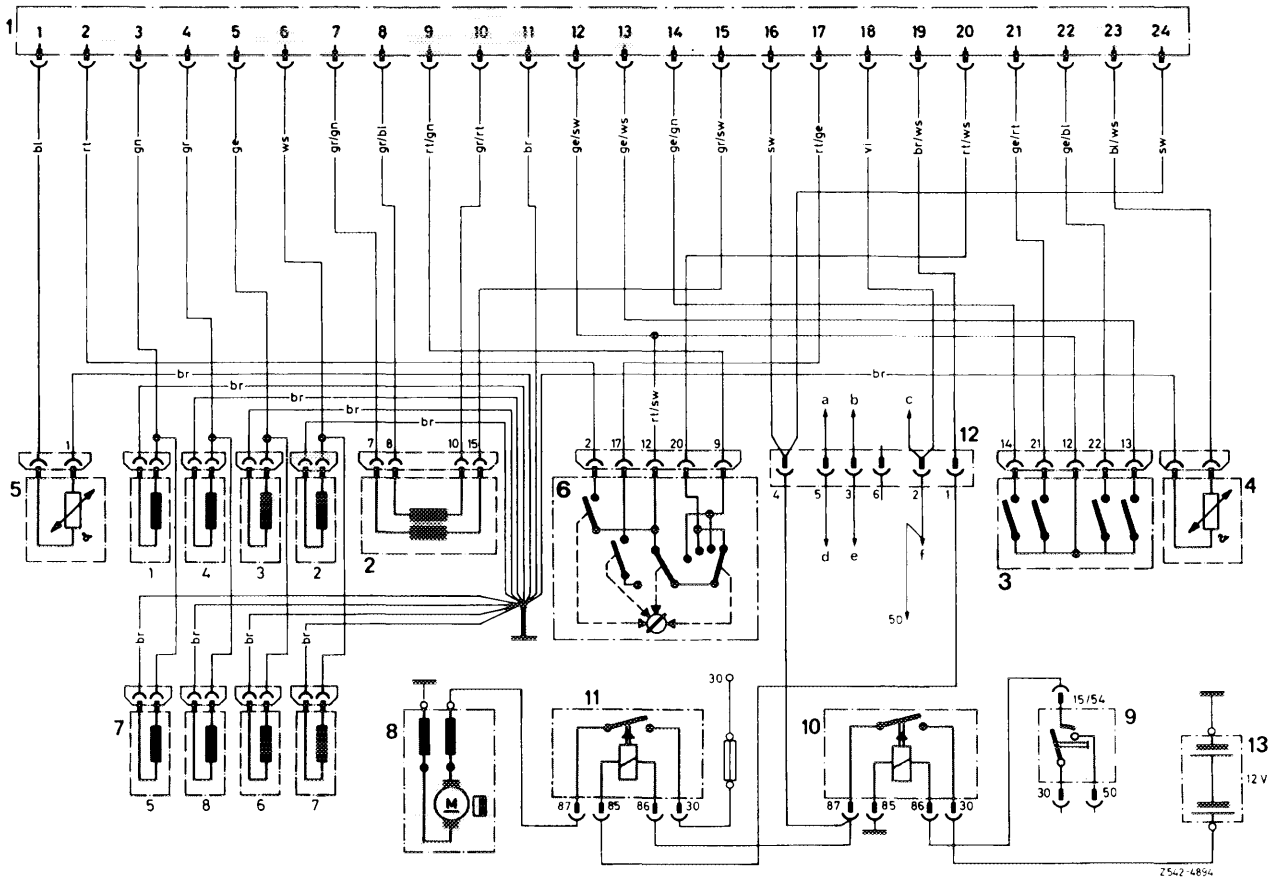 1
1 2 3 4 5 6 7 8 9 10 11 12 13 14 15 16 17 18 19 20 21 22 23 24
bl rt gn gr ge ws gr/gn gr/bl rt/gn gr/rt br ge/sw ge/ws ge/gn gr/sw sw rt/ge vi br/ws rt/ws ge/rt ge/bl bl/ws sw
br br
br
br
br
br
rt/sw
a b c
1 7 8 10 15 2 17 12 20 9 12 14 21 12 22 13
5 6 4
4 5 3 6 2 1
d e f
1 4 3 2 2 3
50
br br br br
30
11 10 15/54 9
7 8 13
M 12 V
30 50
5 8 6 7 87 85 86 30 87 85 86 30
Z542-4894